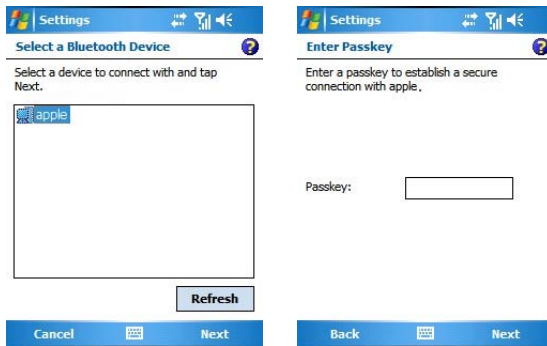 Settings
Select a Bluetooth Device
Select a device to connect with and tap
Next.
apple
Refresh
Cancel
Next
Settings
Enter Passkey
Enter a passkey to establish a secure
connection with apple.
Passkey:
Back
Next